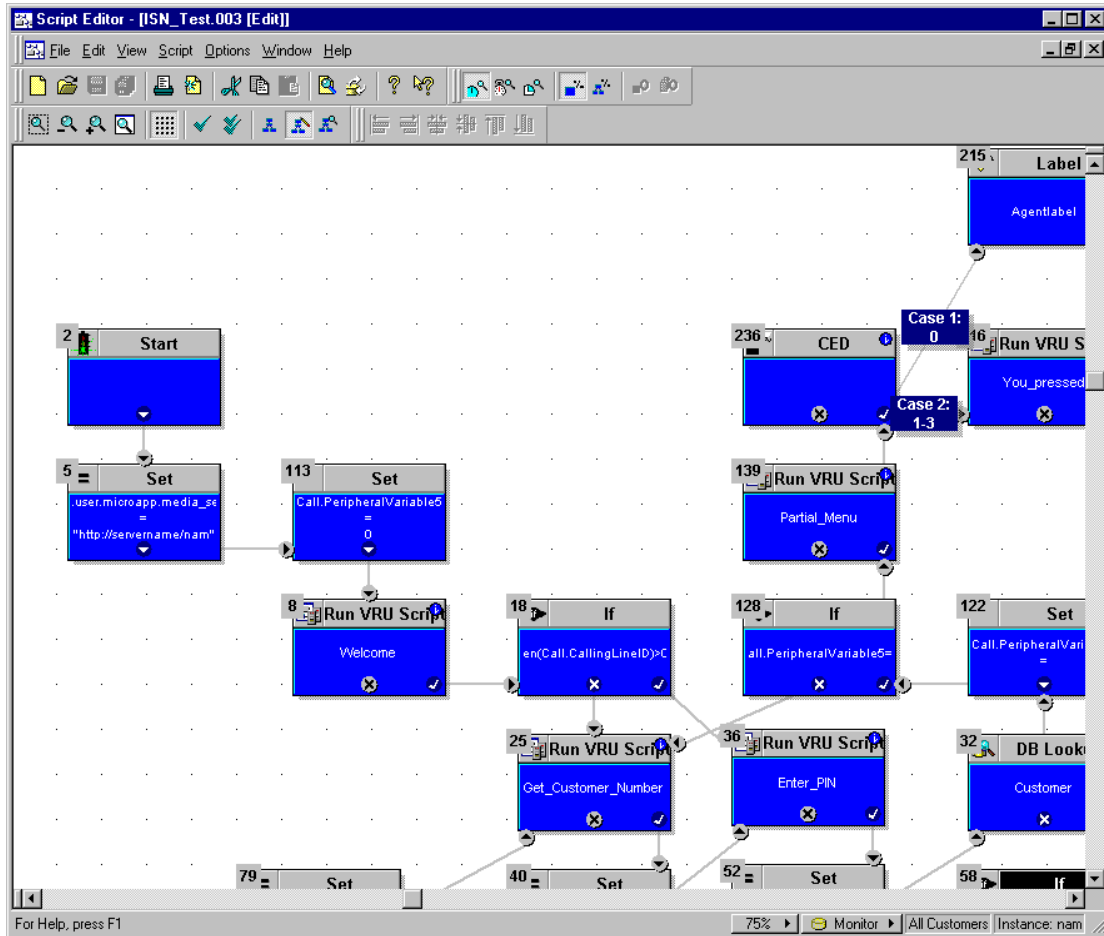 Script Editor - [ISN_Test.003 [Edit]]
File Edit View Script Options Window Help
215
Label
Agentlabel
Case 1:
0
2
Start
236
CED
Run VRU S
You_pressed
Case 2:
1-3
5
Set
.user.microapp.media_se
=
"http://servername/nam"
113
Set
Call.PeripheralVariable5
=
0
139
Run VRU Script
Partial_Menu
8
Run VRU Script
Welcome
18
If
en(Call.CallingLineID)>0
128
If
all.PeripheralVariable5=
122
Set
Call.PeripheralVari
=
25
Run VRU Script
Get_Customer_Number
36
Run VRU Script
Enter_PIN
32
DB Looku
Customer
79
Set
40
Set
52
Set
58
If
For Help, press F1
75%
Monitor
All Customers
Instance: nam